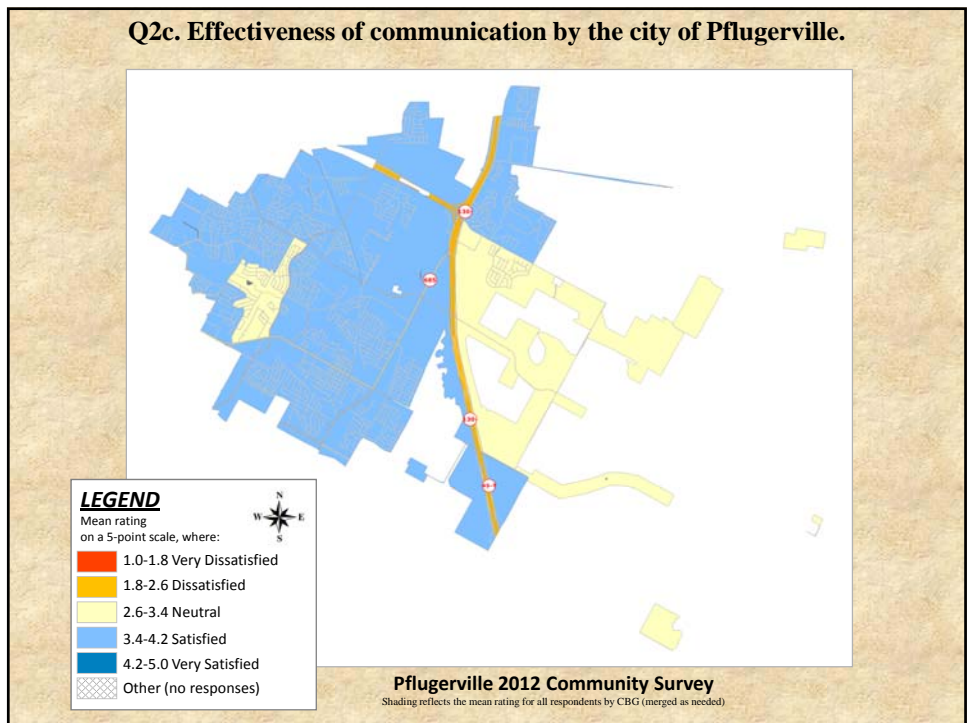 Q2c. Effectiveness of communication by the city of Pflugerville.
130
685
130
LEGEND
Mean rating
on a 5-point scale, where:
N
W E
S
1.0-1.8 Very Dissatisfied
1.8-2.6 Dissatisfied
2.6-3.4 Neutral
3.4-4.2 Satisfied
4.2-5.0 Very Satisfied
Other (no responses)
Pflugerville 2012 Community Survey
Shading reflects the mean rating for all respondents by CBG (merged as needed)